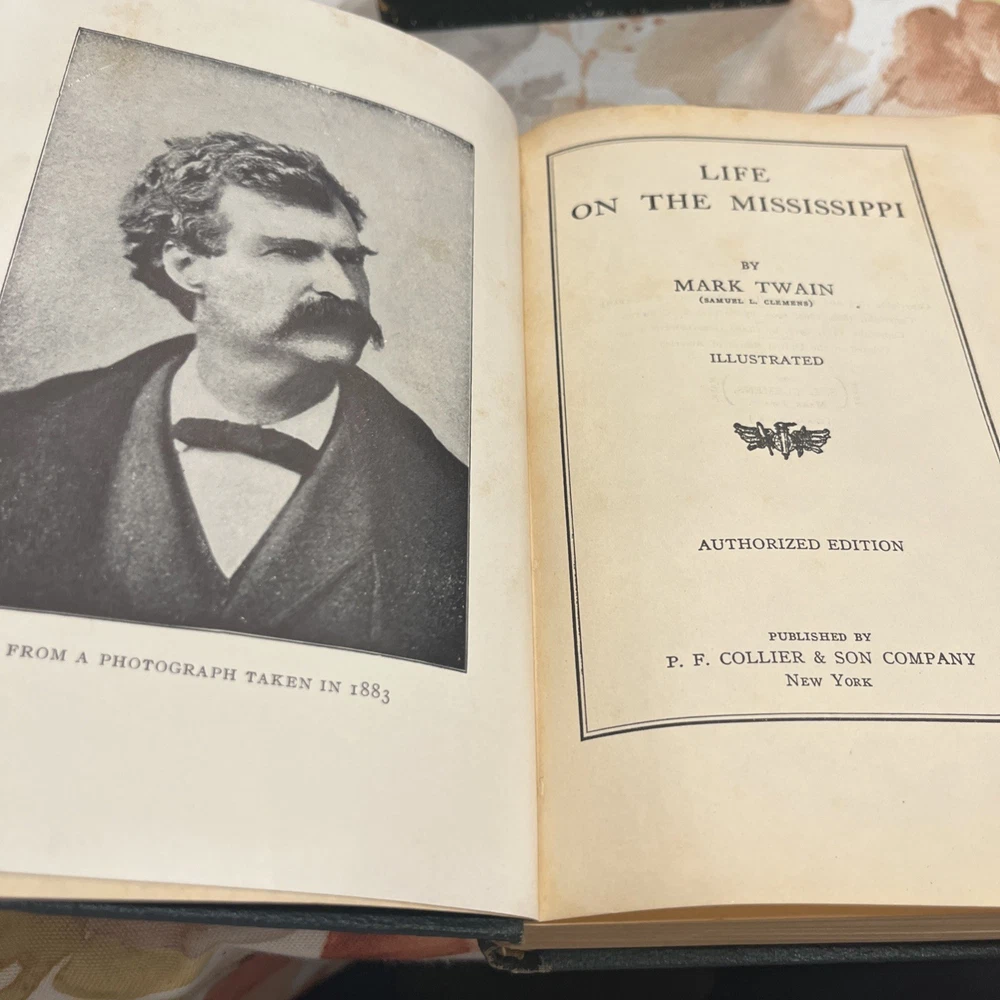 FROM A PHOTOGRAPH TAKEN IN 1883
LIFE
ON THE MISSISSIPPI
BY
MARK TWAIN
(SAMUEL L. CLEMENS)
ILLUSTRATED
AUTHORIZED EDITION
PUBLISHED BY
P. F. COLLIER & SON COMPANY
NEW YORK